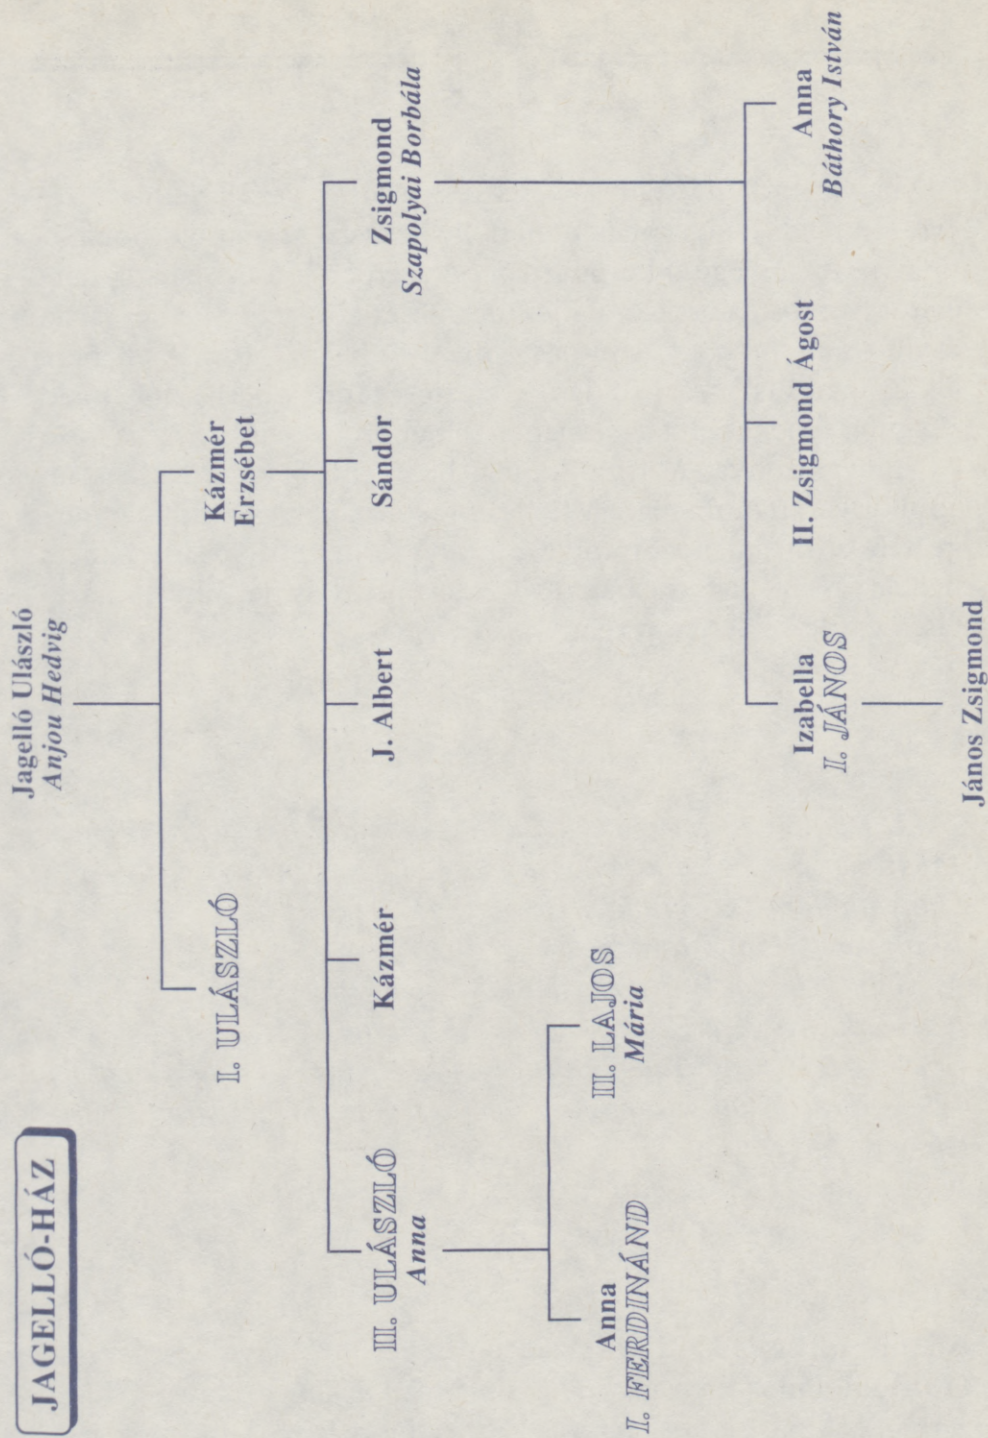 JAGELLÓ-HÁZ
Jagelló Ulászló
Anjou Hedvig
I. ULÁSZLÓ
Kázmér
Erzsébet
II. ULÁSZLÓ
Anna
Kázmér
J. Albert
Sándor
Zsigmond
Szapolyai Borbála
Anna
I. FERDINÁND
II. LAJOS
Mária
Izabella
I. JÁNOS
II. Zsigmond Ágost
Anna
Báthory István
János Zsigmond